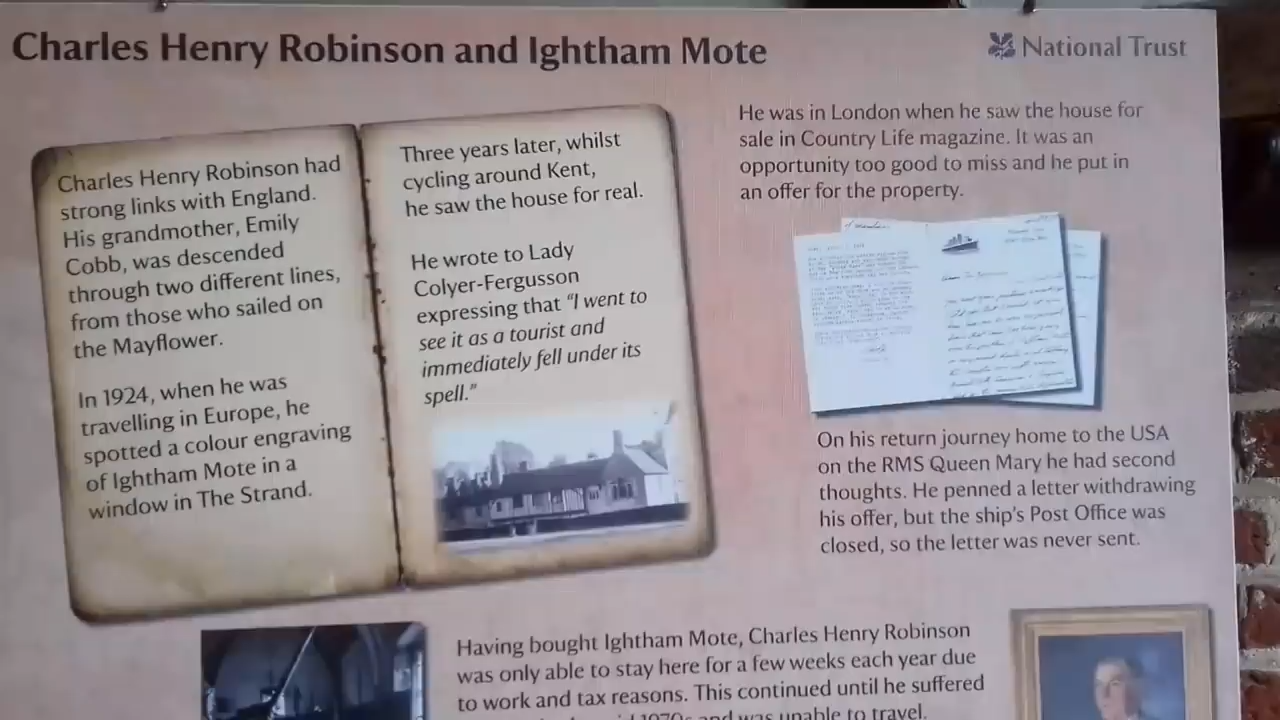 Charles Henry Robinson and Ightham Mote
National Trust
Charles Henry Robinson had
strong links with England.
His grandmother, Emily
Cobb, was descended
through two different lines,
from those who sailed on
the Mayflower.
In 1924, when he was
travelling in Europe, he
spotted a colour engraving
of Ightham Mote in a
window in The Strand.
Three years later, whilst
cycling around Kent,
he saw the house for real.
He wrote to Lady
Colyer-Fergusson
expressing that “I went to
see it as a tourist and
immediately fell under its
spell.”
He was in London when he saw the house for
sale in Country Life magazine. It was an
opportunity too good to miss and he put in
an offer for the property.
On his return journey home to the USA
on the RMS Queen Mary he had second
thoughts. He penned a letter withdrawing
his offer, but the ship's Post Office was
closed, so the letter was never sent.
Having bought Ightham Mote, Charles Henry Robinson
was only able to stay here for a few weeks each year due
to work and tax reasons. This continued until he suffered
1970s and was unable to travel.